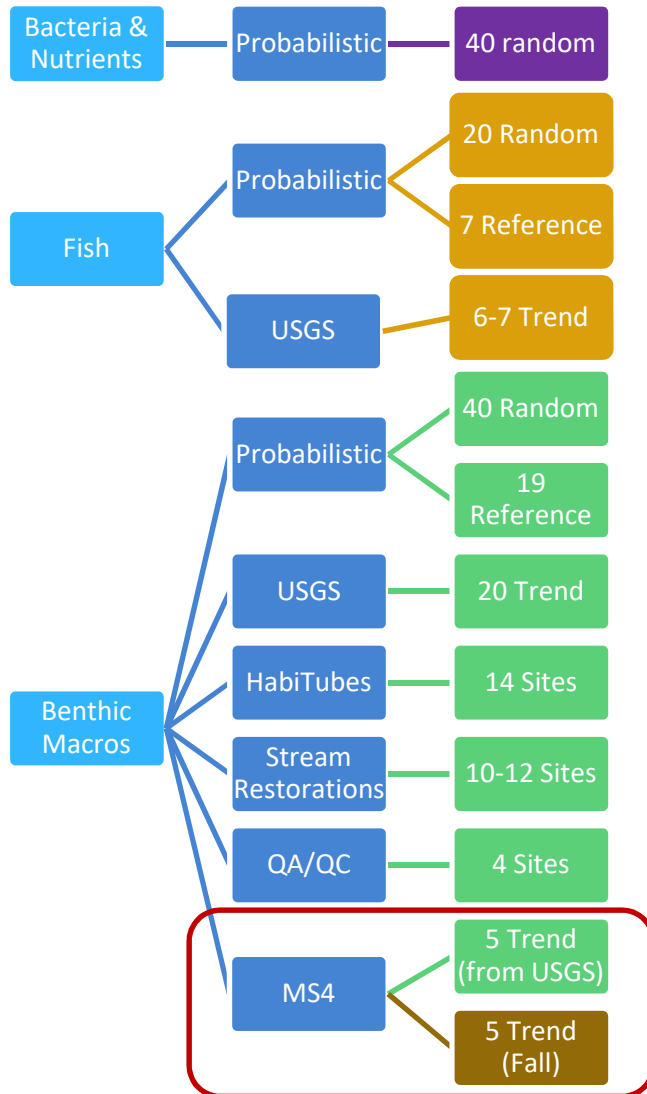 Bacteria &
Nutrients
Probabilistic
40 random
Fish
Probabilistic
20 Random
7 Reference
USGS
6-7 Trend
Benthic
Macros
Probabilistic
40 Random
19
Reference
USGS
20 Trend
HabiTubes
14 Sites
Stream
Restorations
10-12 Sites
QA/QC
4 Sites
MS4
5 Trend
(from USGS)
5 Trend
(Fall)